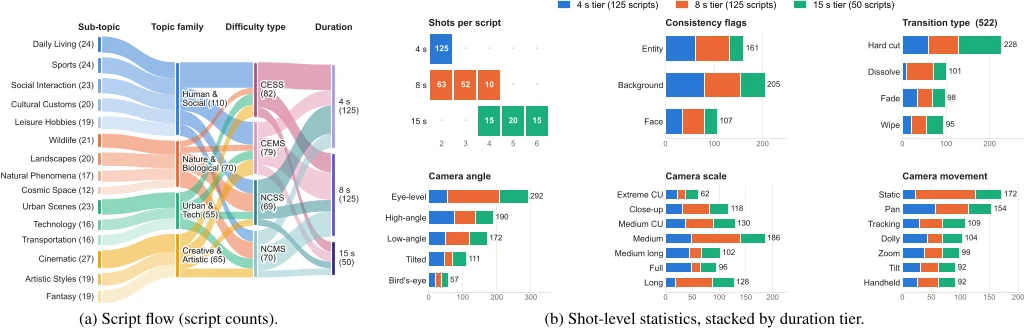 4 s tier (125 scripts) 8 s tier (125 scripts) 15 s tier (50 scripts)
Sub-topic Topic family Difficulty type Duration
Daily Living (24)
Sports (24)
Social Interaction (23)
Cultural Customs (20)
Leisure Hobbies (19)
Wildlife (21)
Landscapes (20)
Natural Phenomena (17)
Cosmic Space (12)
Urban Scenes (23)
Technology (16)
Transportation (16)
Cinematic (27)
Artistic Styles (19)
Fantasy (19)
Human &
Social (110)
Nature &
Biological (70)
Urban &
Tech (55)
Creative &
Artistic (65)
CESS
(82)
CEMS
(79)
NCSS
(69)
NCMS
(70)
4 s
(125)
8 s
(125)
15 s
(50)
(a) Script flow (script counts).
Shots per script
4 s 125
8 s 63 52 10
15 s 15 20 15
2 3 4 5 6
Consistency flags
Entity 161
Background 205
Face 107
0 100 200
Transition type (522)
Hard cut 228
Dissolve 101
Fade 98
Wipe 95
0 100 200
Camera angle
Eye-level 292
High-angle 190
Low-angle 172
Tilted 111
Bird's-eye 57
0 100 200 300
Camera scale
Extreme CU 62
Close-up 118
Medium CU 130
Medium 186
Medium long 102
Full 96
Long 128
0 50 100 150 200
Camera movement
Static 172
Pan 154
Tracking 109
Dolly 104
Zoom 99
Tilt 92
Handheld 92
0 50 100 150 200
(b) Shot-level statistics, stacked by duration tier.